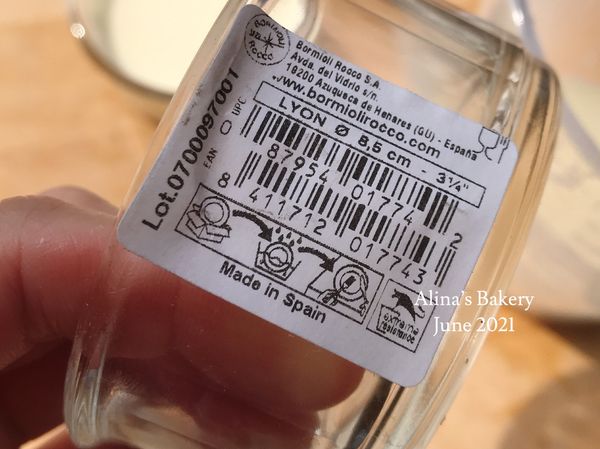 BORMIOLI
ROCCO
Bormioli Rocco S.A.
Avda. del Vidrio s/n.
19200 Azuqueca de Henares (GU) - España
www.bormiolirocco.com
LYON Ø 8,5 cm - 3¼"
UPC
0 87954 01774 2
EAN
8 411712 017743
Lot.0700097001
Made in Spain
extreme
resistance
Alina's Bakery
June 2021